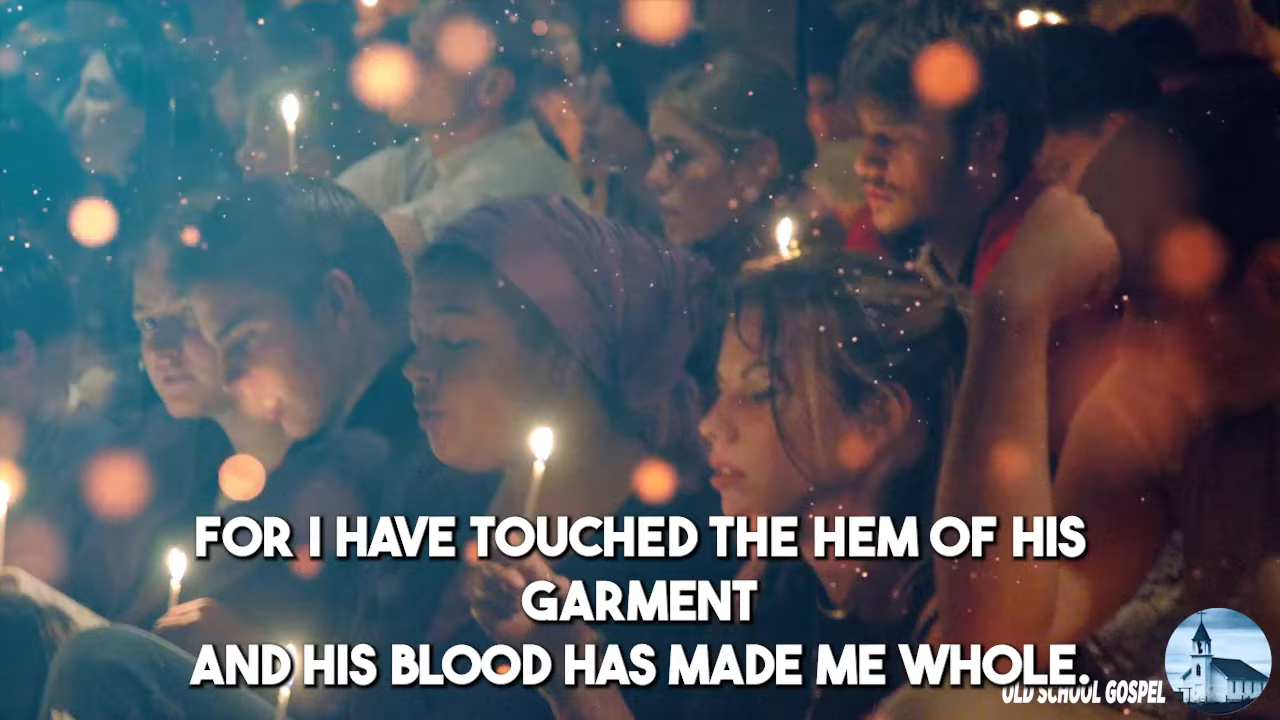 FOR I HAVE TOUCHED THE HEM OF HIS
GARMENT
AND HIS BLOOD HAS MADE ME WHOLE.
OLD SCHOOL GOSPEL